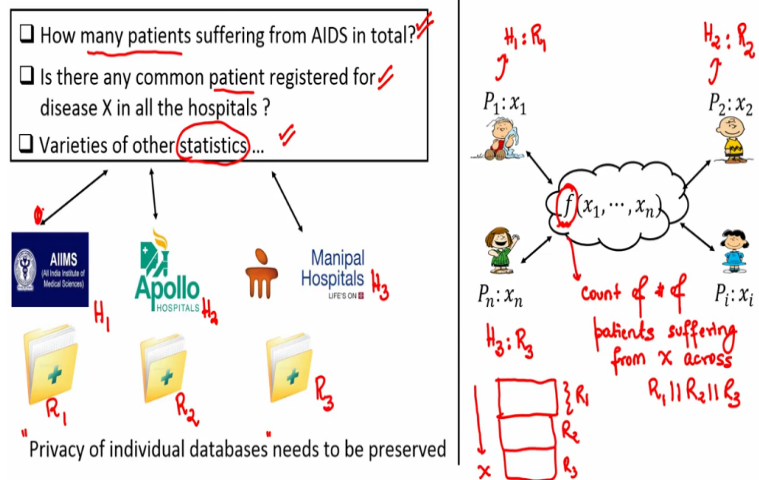 ❑ How many patients suffering from AIDS in total?
❑ Is there any common patient registered for
disease X in all the hospitals ?
❑ Varieties of other statistics...
AIIMS
(All India Institute of
Medical Sciences)
H₁
Apollo
HOSPITALS
H₂
Manipal
Hospitals
LIFE'S ON
H₃
R₁
R₂
R₃
"Privacy of individual databases" needs to be preserved
H₁ : R₁
H₂ : R₂
P₁: x₁
P₂: x₂
f(x₁, ⋯ , xₙ)
Pₙ: xₙ
Pᵢ: xᵢ
H₃ : R₃
Count of # of
patients suffering
from x across
R₁ || R₂ || R₃
} R₁
R₂
R₃
x